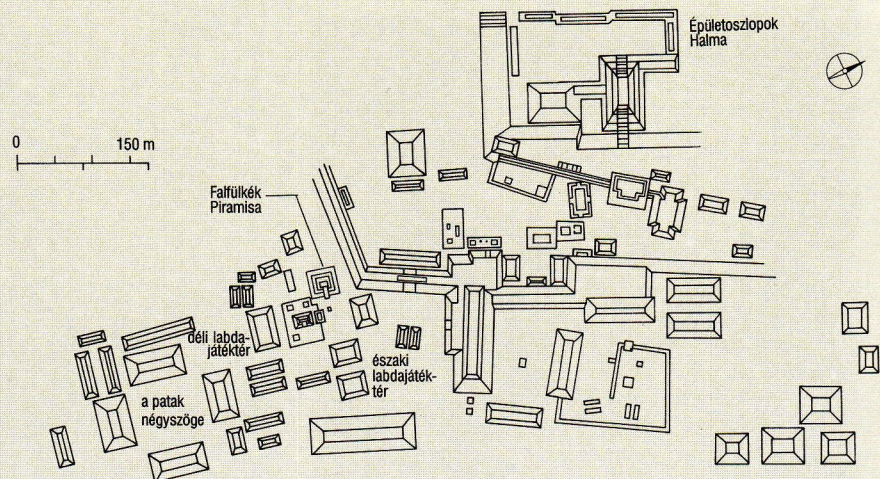 Épületoszlopok
Halma
0 150 m
Falfülkék
Piramisa
déli labda-
játéktér
északi
labdajáték-
tér
a patak
négyszöge